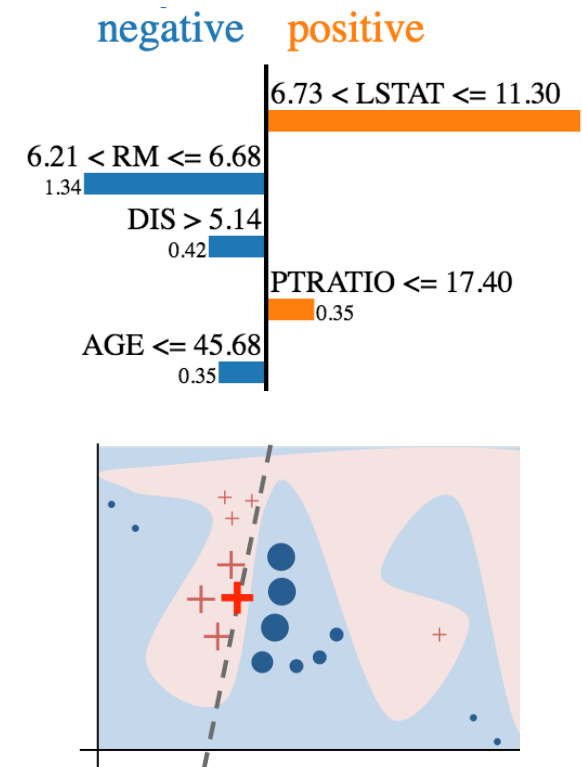 negative positive
6.73 < LSTAT <= 11.30
6.21 < RM <= 6.68
1.34
DIS > 5.14
0.42
PTRATIO <= 17.40
0.35
AGE <= 45.68
0.35